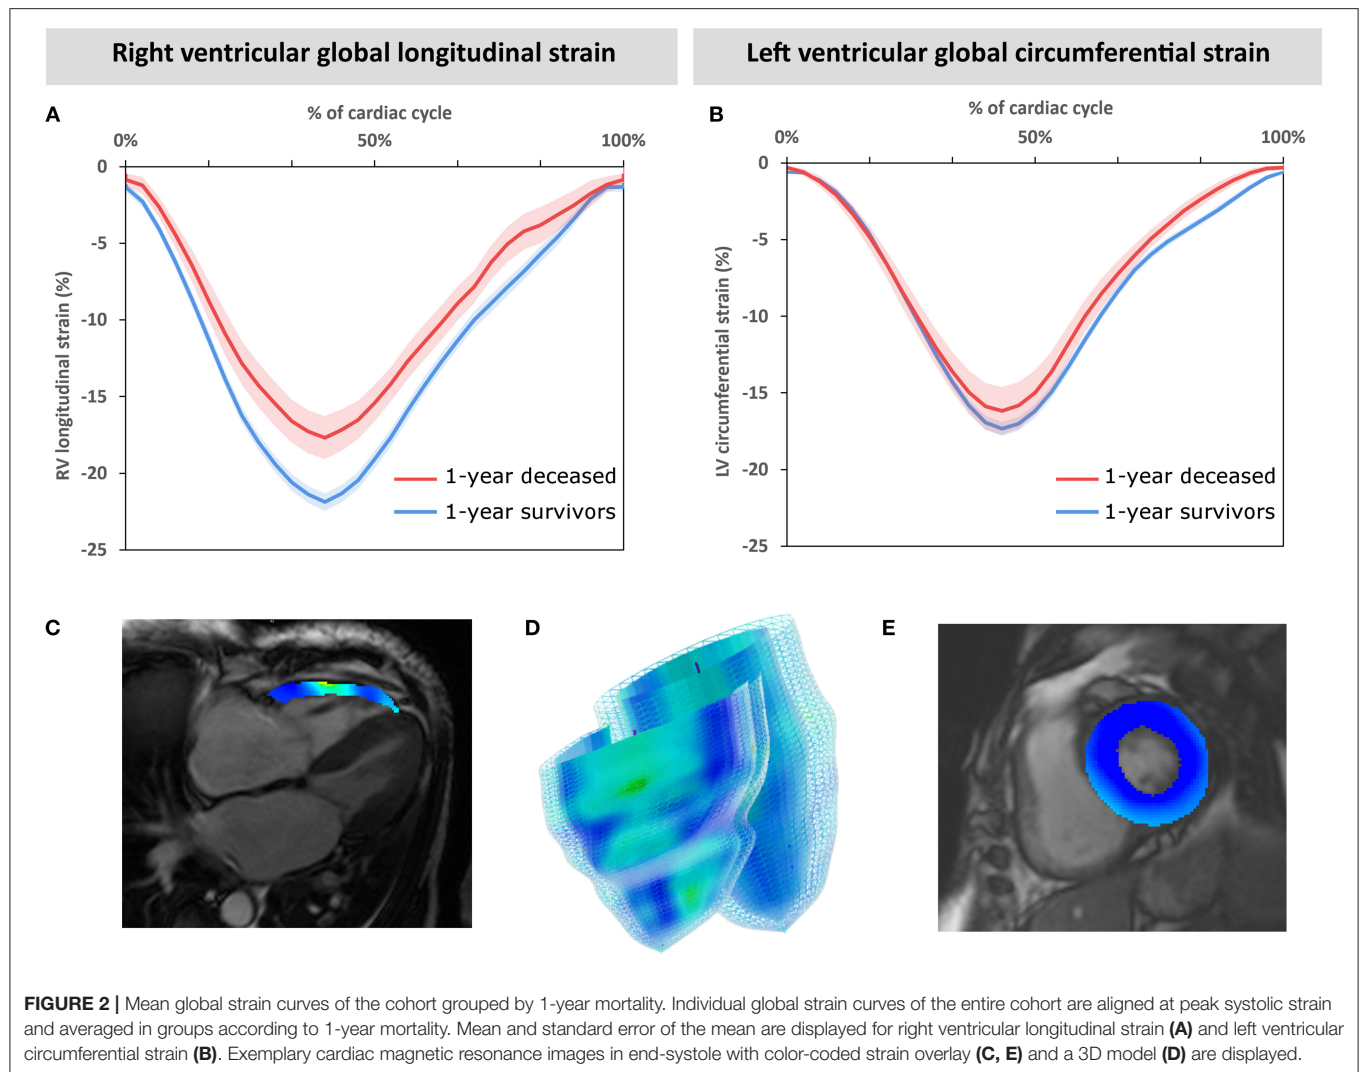 Right ventricular global longitudinal strain
Left ventricular global circumferential strain
A
% of cardiac cycle
0% 50% 100%
0
-5
-10
-15
-20
-25
RV longitudinal strain (%)
1-year deceased
1-year survivors
B
% of cardiac cycle
0% 50% 100%
0
-5
-10
-15
-20
-25
LV circumferential strain (%)
1-year deceased
1-year survivors
C
D
E
FIGURE 2 | Mean global strain curves of the cohort grouped by 1-year mortality. Individual global strain curves of the entire cohort are aligned at peak systolic strain
and averaged in groups according to 1-year mortality. Mean and standard error of the mean are displayed for right ventricular longitudinal strain (A) and left ventricular
circumferential strain (B). Exemplary cardiac magnetic resonance images in end-systole with color-coded strain overlay (C, E) and a 3D model (D) are displayed.